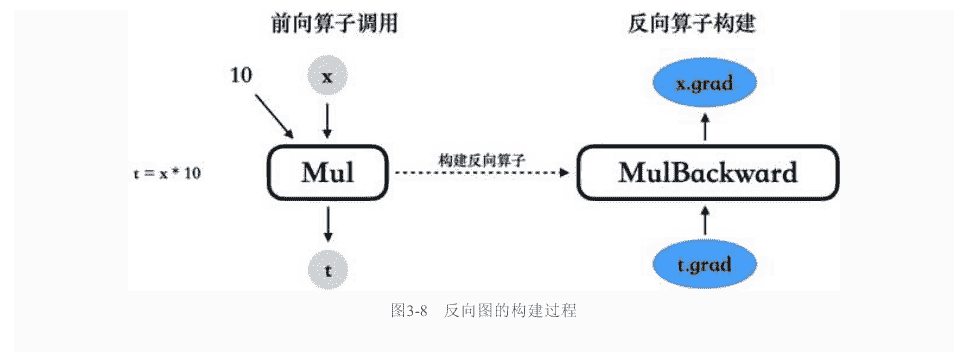 前向算子调用
反向算子构建
10
x
x.grad
t = x * 10
Mul
构建反向算子
MulBackward
t
t.grad
图3-8 反向图的构建过程